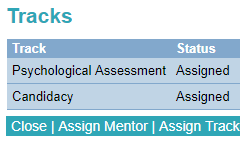 Tracks
Track Status
Psychological Assessment Assigned
Candidacy Assigned
Close | Assign Mentor | Assign Track